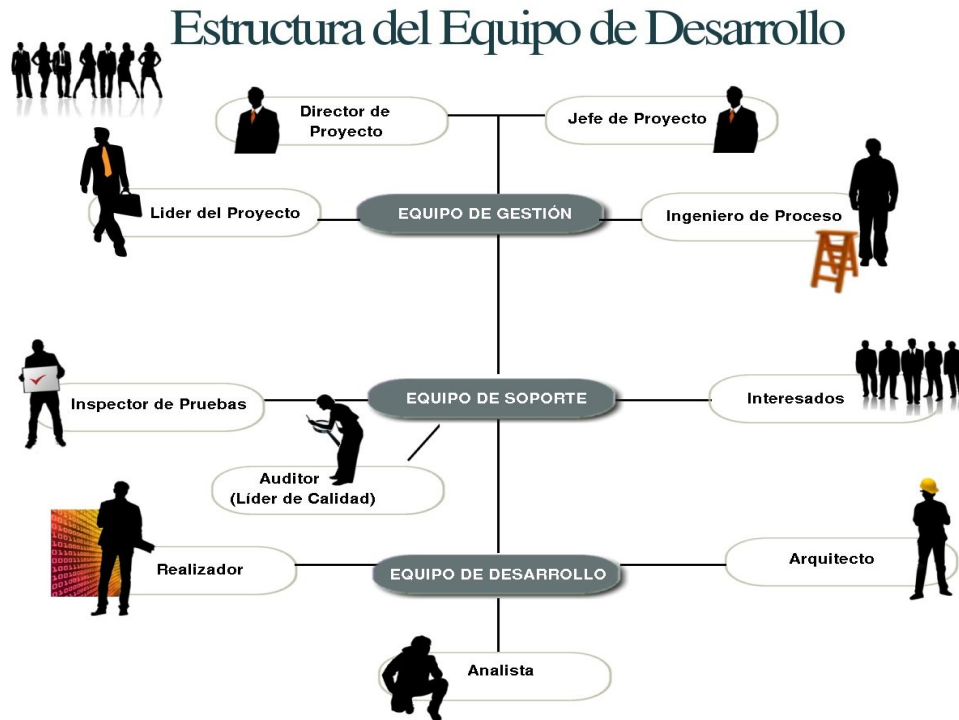 Estructura del Equipo de Desarrollo
Director de
Proyecto
Jefe de Proyecto
Lider del Proyecto
EQUIPO DE GESTIÓN
Ingeniero de Proceso
Inspector de Pruebas
EQUIPO DE SOPORTE
Interesados
Auditor
(Líder de Calidad)
Realizador
EQUIPO DE DESARROLLO
Arquitecto
Analista